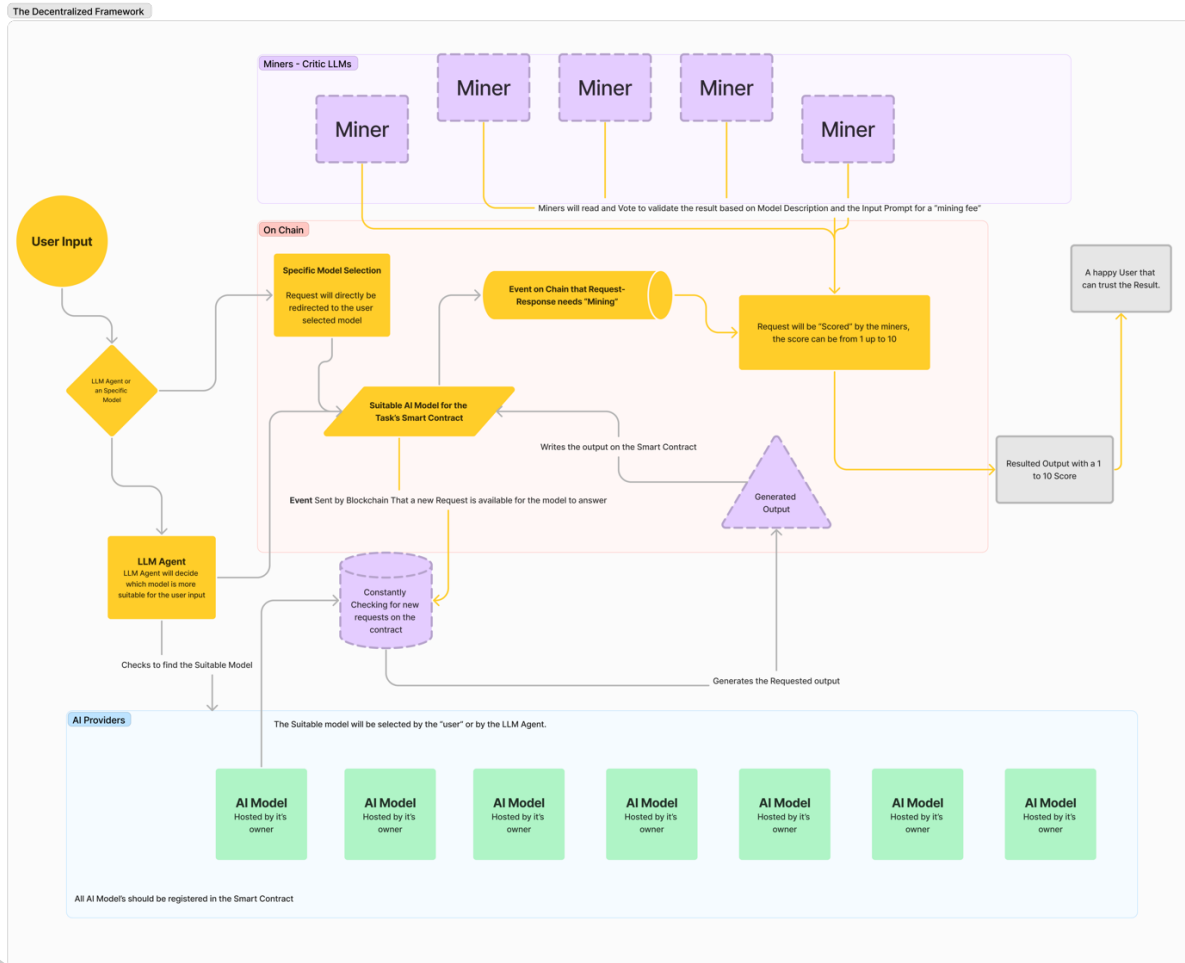 The Decentralized Framework
Miners - Critic LLMs
Miner
Miner
Miner
Miner
Miner
Miners will read and Vote to validate the result based on Model Description and the Input Prompt for a "mining fee"
User Input
On Chain
Specific Model Selection
Request will directly be
redirected to the user
selected model
Event on Chain that Request-
Response needs "Mining"
Request will be "Scored" by the miners,
the score can be from 1 up to 10
A happy User that
can trust the Result.
LLM Agent or
an Specific
Model
Suitable AI Model for the
Task's Smart Contract
Writes the output on the Smart Contract
Resulted Output with a 1
to 10 Score
Generated
Output
Event Sent by Blockchain That a new Request is available for the model to answer
LLM Agent
LLM Agent will decide
which model is more
suitable for the user input
Constantly
Checking for new
requests on the
contract
Checks to find the Suitable Model
Generates the Requested output
AI Providers
The Suitable model will be selected by the "user" or by the LLM Agent.
AI Model
Hosted by it's
owner
AI Model
Hosted by it's
owner
AI Model
Hosted by it's
owner
AI Model
Hosted by it's
owner
AI Model
Hosted by it's
owner
AI Model
Hosted by it's
owner
AI Model
Hosted by it's
owner
All AI Model's should be registered in the Smart Contract